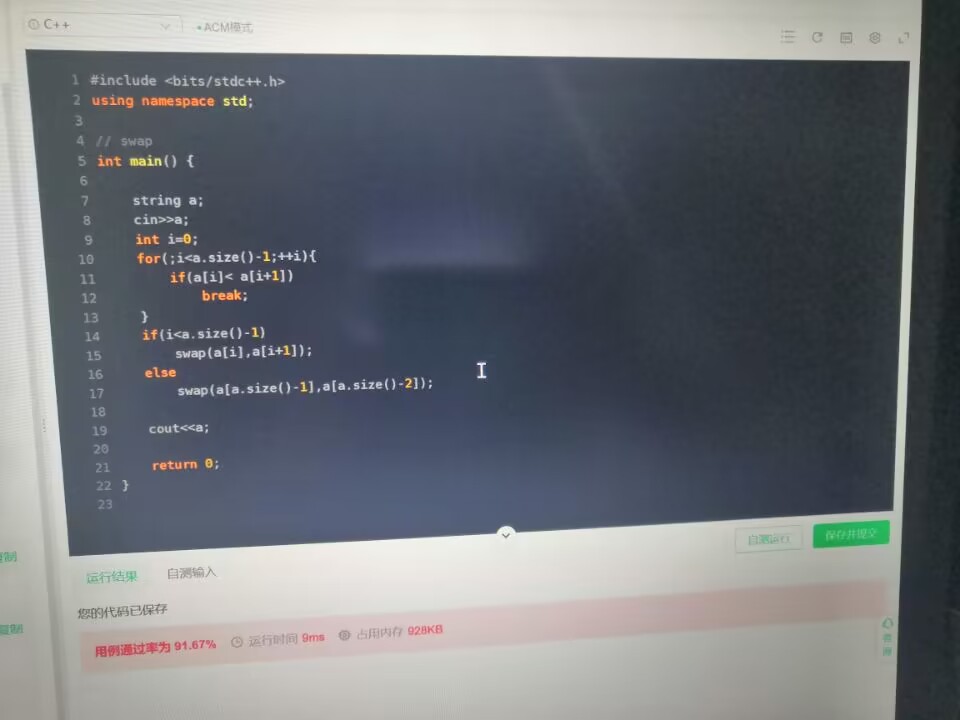 C++
ACM模式
1 #include <bits/stdc++.h>
2 using namespace std;
3
4 // swap
5 int main() {
6
7 string a;
8 cin>>a;
9 int i=0;
10 for(;i<a.size()-1;++i){
11 if(a[i]< a[i+1])
12 break;
13 }
14 if(i<a.size()-1)
15 swap(a[i],a[i+1]);
16 else
17 swap(a[a.size()-1],a[a.size()-2]);
18
19 cout<<a;
20
21 return 0;
22 }
23
自测运行
保存并提交
复制
运行结果
自测输入
您的代码已保存
复制
用例通过率为 91.67% 运行时间 9ms 占用内存 928KB